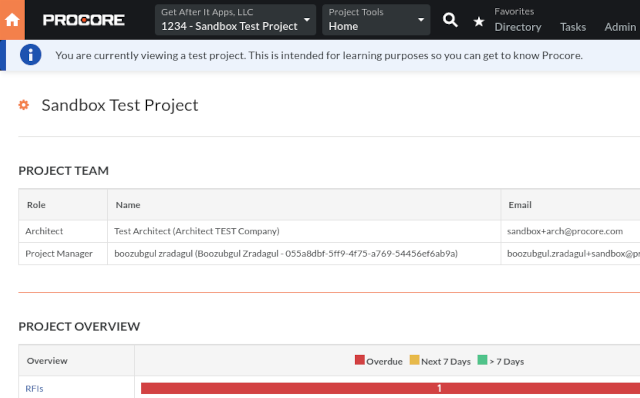 PROCORE
Get After It Apps, LLC
1234 - Sandbox Test Project
Project Tools
Home
Favorites
Directory Tasks Admin
You are currently viewing a test project. This is intended for learning purposes so you can get to know Procore.
Sandbox Test Project
PROJECT TEAM
Role Name Email
Architect Test Architect (Architect TEST Company) sandbox+arch@procore.com
Project Manager boozubgul zradagul (Boozubgul Zradagul - 055a8dbf-5ff9-4f75-a769-54456ef6ab9a) boozubgul.zradagul+sandbox@pr
PROJECT OVERVIEW
Overview Overdue Next 7 Days > 7 Days
RFIs 1